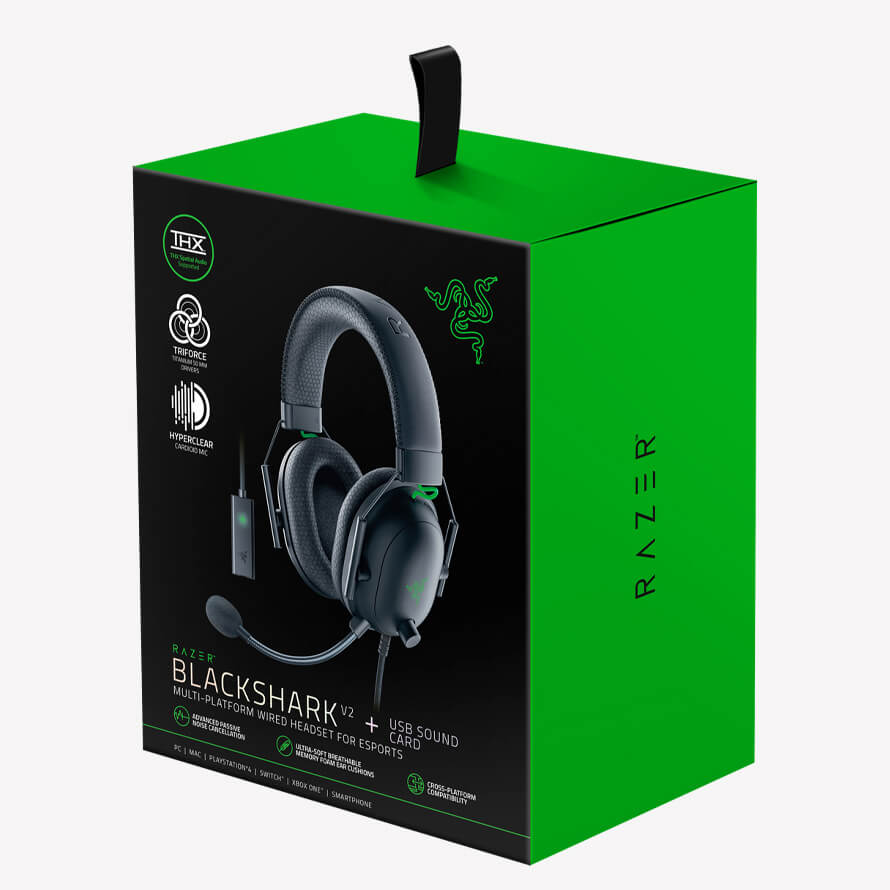 THX
THX Spatial Audio
Supported
TRIFORCE
TITANIUM 50 MM
DRIVERS
HYPERCLEAR
CARDIOID MIC
RAZER™
BLACKSHARK V2
+ USB SOUND
CARD
MULTI-PLATFORM WIRED HEADSET FOR ESPORTS
ADVANCED PASSIVE
NOISE CANCELLATION
ULTRA-SOFT BREATHABLE
MEMORY FOAM EAR CUSHIONS
CROSS-PLATFORM
COMPATIBILITY
PC | MAC | PLAYSTATION®4 | SWITCH™ | XBOX ONE™ | SMARTPHONE
RAZER™